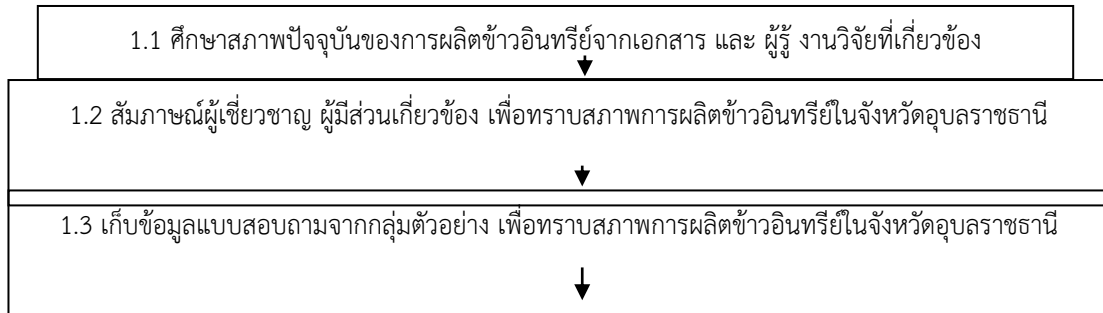 1.1 ศึกษาสภาพปัจจุบันของการผลิตข้าวอินทรีย์จากเอกสาร และ ผู้รู้ งานวิจัยที่เกี่ยวข้อง
1.2 สัมภาษณ์ผู้เชี่ยวชาญ ผู้มีส่วนเกี่ยวข้อง เพื่อทราบสภาพการผลิตข้าวอินทรีย์ในจังหวัดอุบลราชธานี
1.3 เก็บข้อมูลแบบสอบถามจากกลุ่มตัวอย่าง เพื่อทราบสภาพการผลิตข้าวอินทรีย์ในจังหวัดอุบลราชธานี